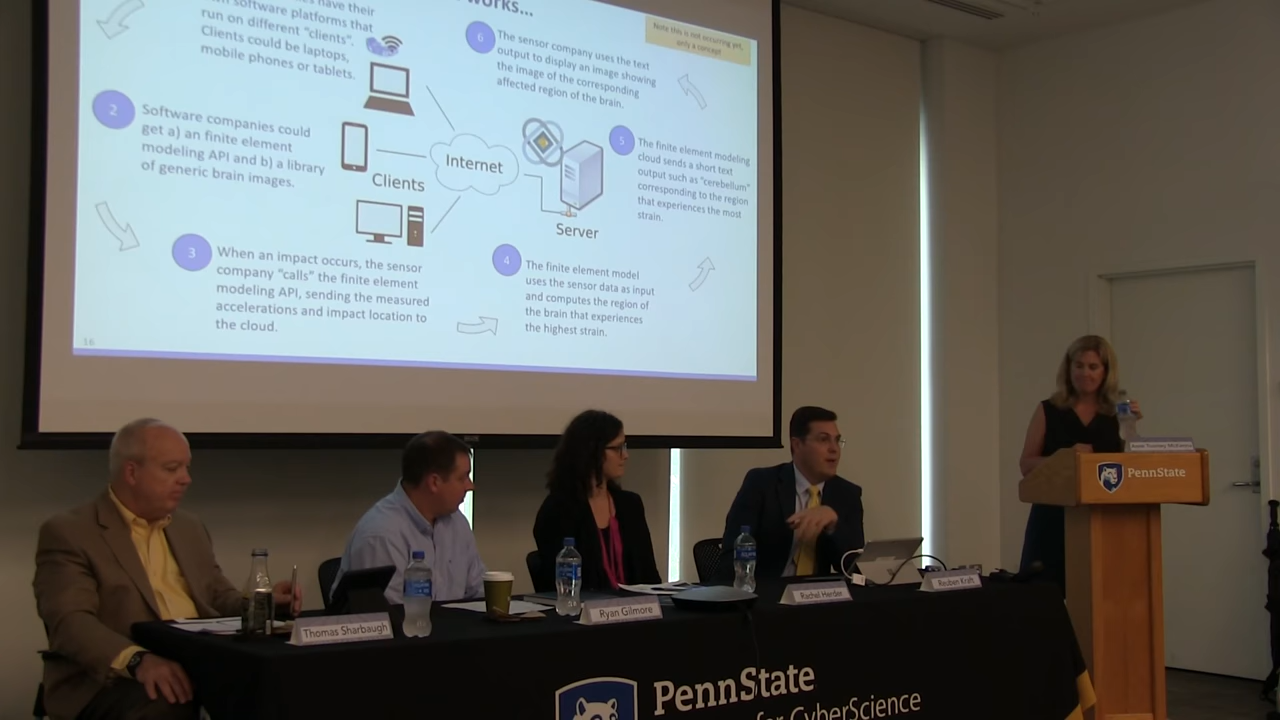 works...
Note this is not occurring yet,
only a concept
have their
software platforms that
run on different "clients".
Clients could be laptops,
mobile phones or tablets.
2
Software companies could
get a) an finite element
modeling API and b) a library
of generic brain images.
3
When an impact occurs, the sensor
company "calls" the finite element
modeling API, sending the measured
accelerations and impact location to
the cloud.
Clients
Internet
Server
4
The finite element model
uses the sensor data as input
and computes the region of
the brain that experiences
the highest strain.
5
The finite element modeling
cloud sends a short text
output such as "cerebellum"
corresponding to the region
that experiences the most
strain.
6
The sensor company uses the text
output to display an image showing
the image of the corresponding
affected region of the brain.
16
PennState
Thomas Sharbaugh
Ryan Gilmore
Rachel Herder
Reuben Kraft
PennState
for CyberScience